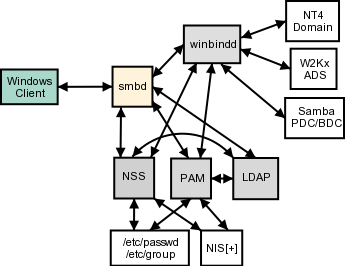 NT4
Domain
winbindd
W2Kx
ADS
Windows
Client
smbd
Samba
PDC/BDC
NSS
PAM
LDAP
/etc/passwd
/etc/group
NIS[+]